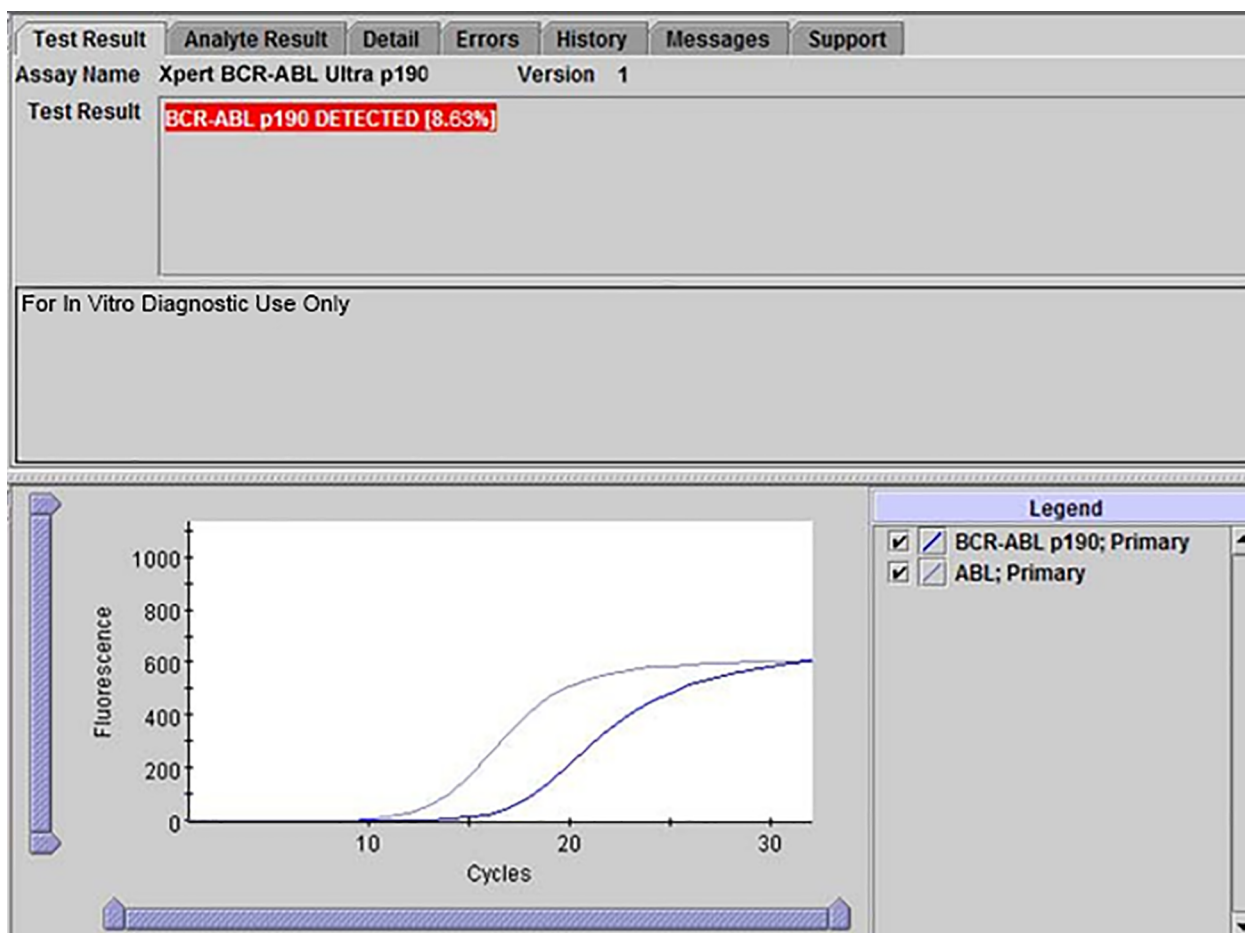 Test Result Analyte Result Detail Errors History Messages Support
Assay Name Xpert BCR-ABL Ultra p190 Version 1
Test Result BCR-ABL p190 DETECTED [8.63%]
For In Vitro Diagnostic Use Only
Legend
BCR-ABL p190; Primary
ABL; Primary
Fluorescence
1000
800
600
400
200
0
10 20 30
Cycles